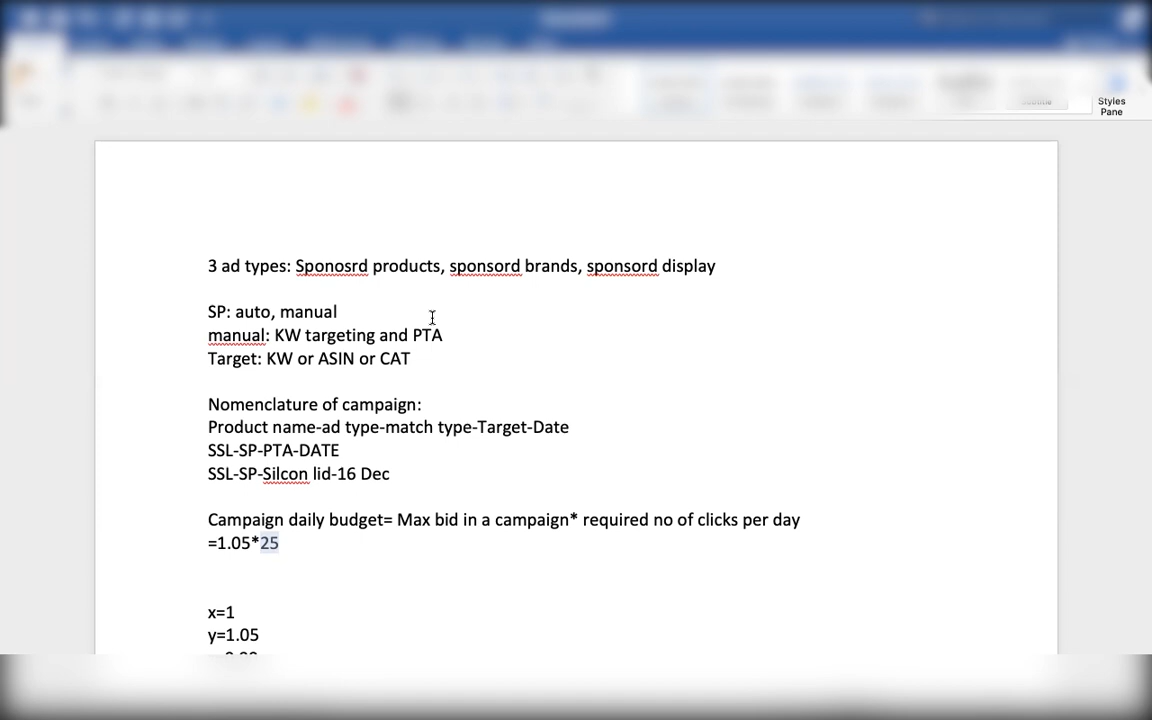 Styles
Pane
3 ad types: Sponosrd products, sponsord brands, sponsord display
SP: auto, manual
manual: KW targeting and PTA
Target: KW or ASIN or CAT
Nomenclature of campaign:
Product name-ad type-match type-Target-Date
SSL-SP-PTA-DATE
SSL-SP-Silcon lid-16 Dec
Campaign daily budget= Max bid in a campaign* required no of clicks per day
=1.05*25
x=1
y=1.05